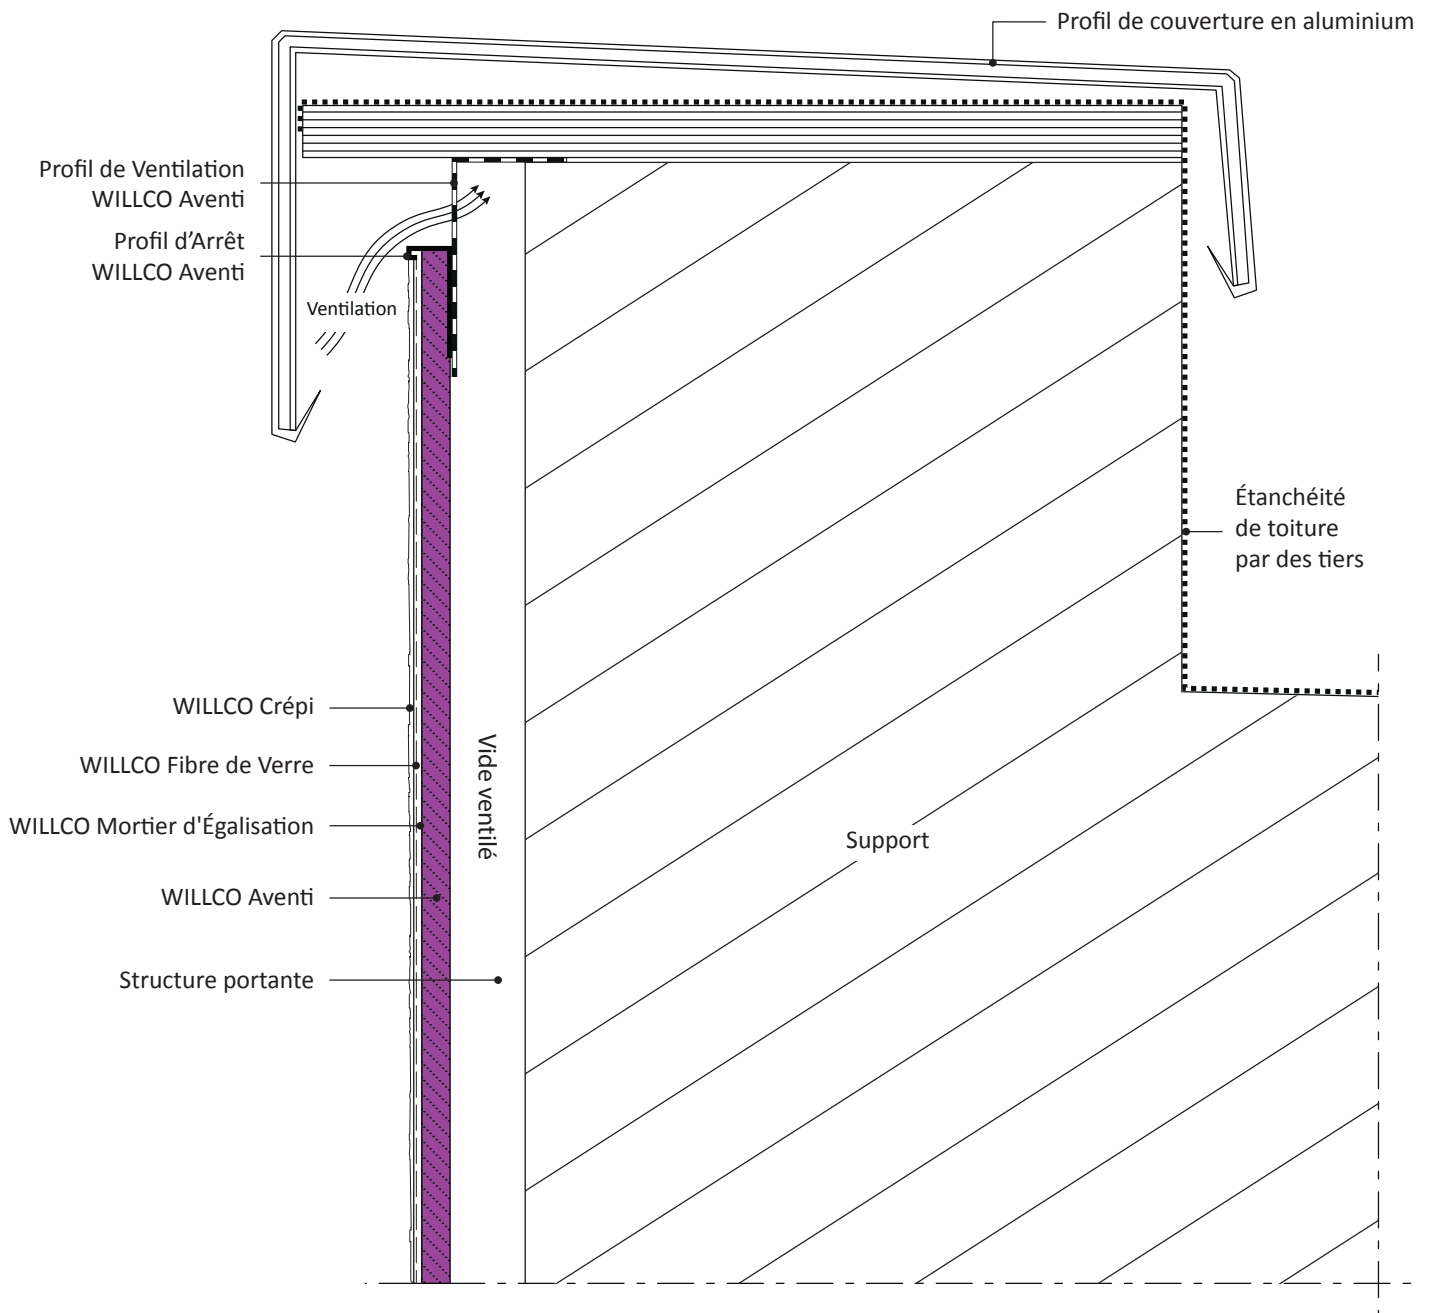 Profil de couverture en aluminium
Profil de Ventilation
WILLCO Aventi
Profil d’Arrêt
WILLCO Aventi
Ventilation
Étanchéité
de toiture
par des tiers
WILLCO Crépi
WILLCO Fibre de Verre
WILLCO Mortier d'Égalisation
WILLCO Aventi
Structure portante
Vide ventilé
Support